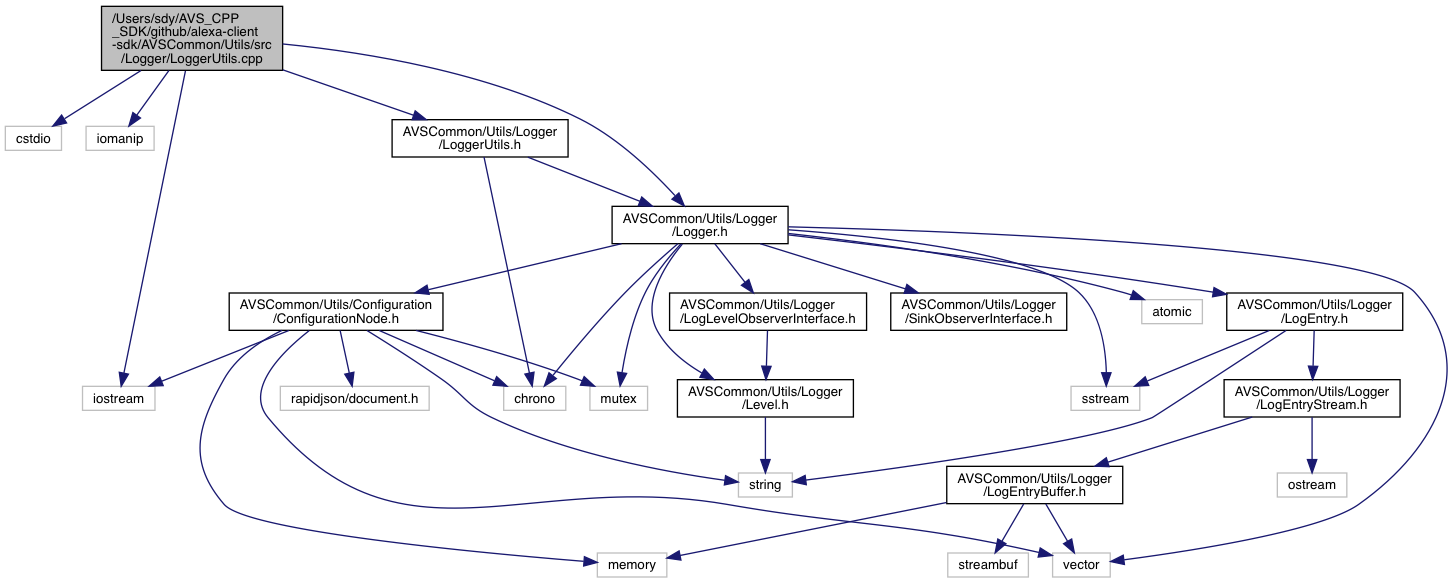 /Users/sdy/AVS_CPP
_SDK/github/alexa-client
-sdk/AVSCommon/Utils/src
/Logger/LoggerUtils.cpp
cstdio
iomanip
AVSCommon/Utils/Logger
/LoggerUtils.h
AVSCommon/Utils/Logger
/Logger.h
AVSCommon/Utils/Configuration
/ConfigurationNode.h
AVSCommon/Utils/Logger
/LogLevelObserverInterface.h
AVSCommon/Utils/Logger
/SinkObserverInterface.h
atomic
AVSCommon/Utils/Logger
/LogEntry.h
iostream
rapidjson/document.h
chrono
mutex
AVSCommon/Utils/Logger
/Level.h
sstream
AVSCommon/Utils/Logger
/LogEntryStream.h
string
AVSCommon/Utils/Logger
/LogEntryBuffer.h
ostream
memory
streambuf
vector